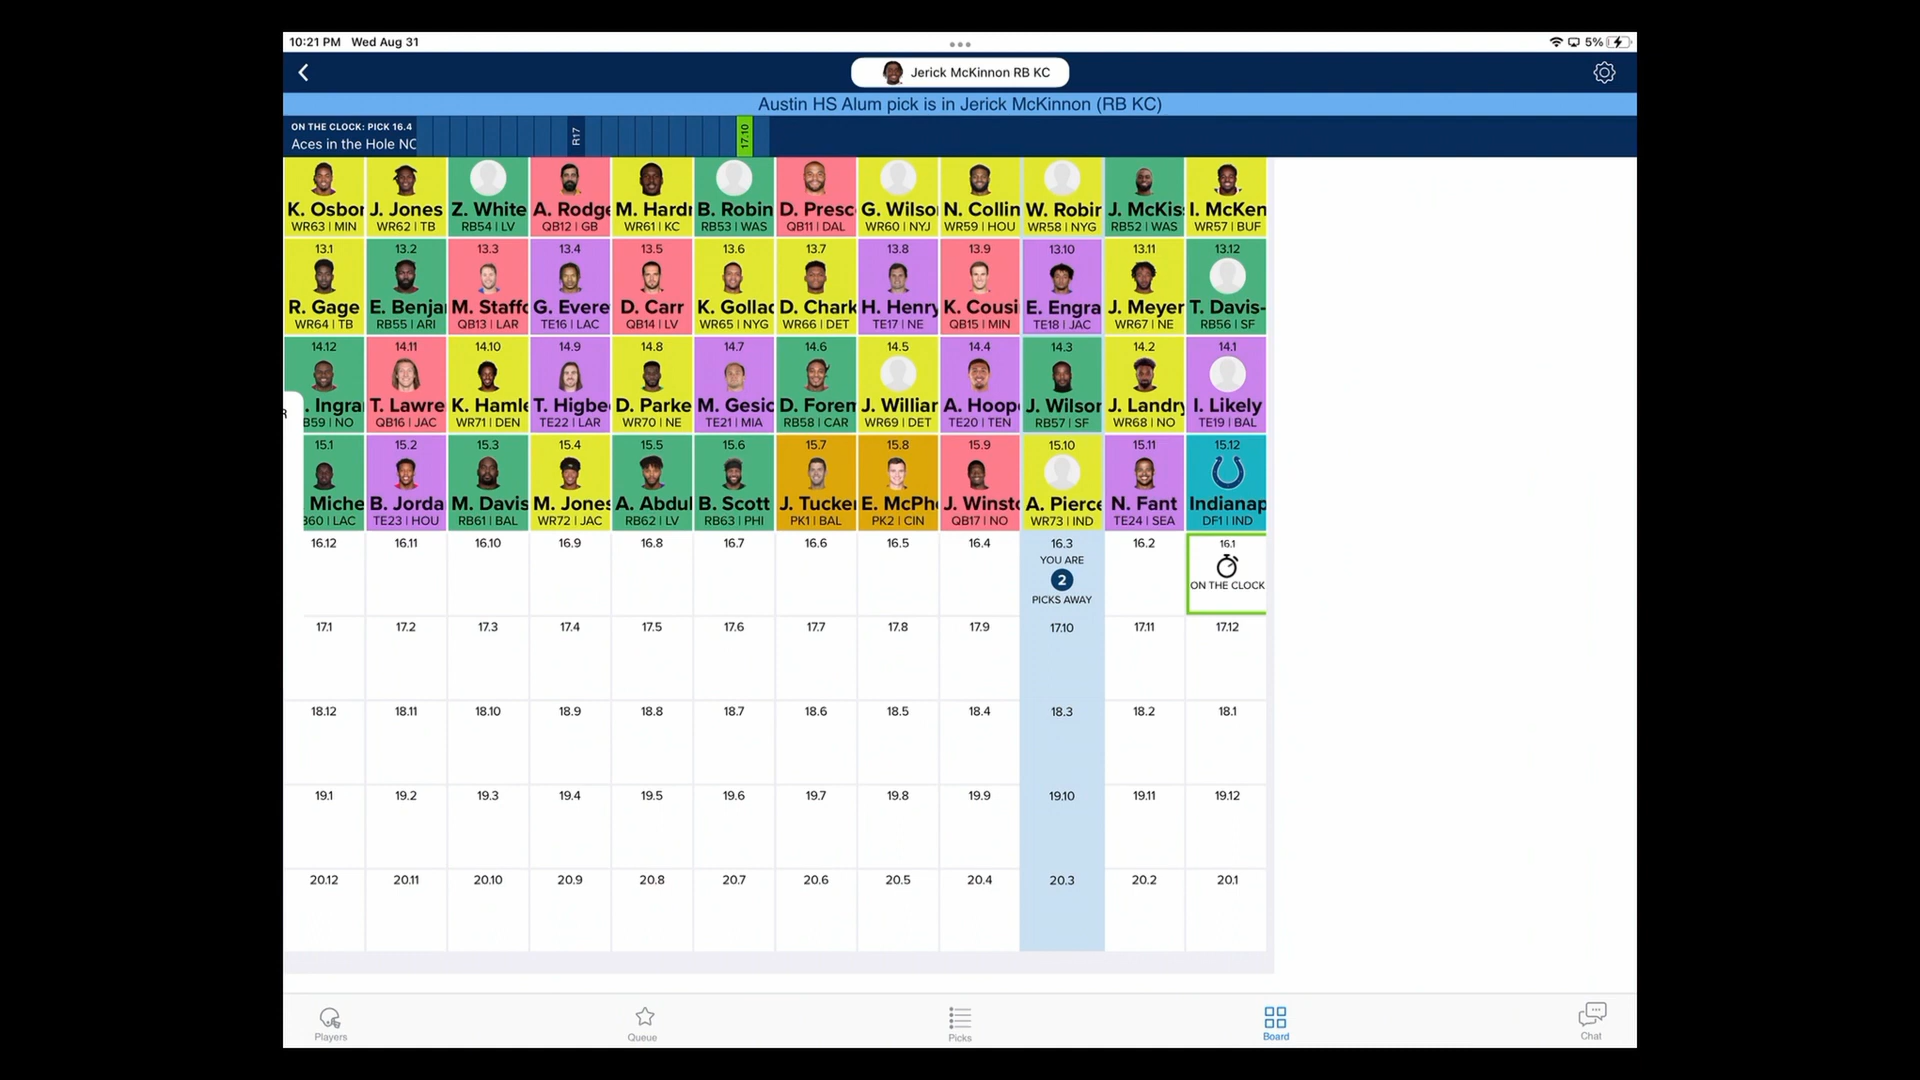 10:21 PM Wed Aug 31
5%
Jerick McKinnon RB KC
Austin HS Alum pick is in Jerick McKinnon (RB KC)
ON THE CLOCK: PICK 16.4
Aces in the Hole NC
R17
17.10
K. Osbor J. Jones Z. White A. Rodge M. Hardr B. Robin D. Presc G. Wilso N. Collin W. Robir J. McKis I. McKen
WR63 | MIN WR62 | TB RB54 | LV QB12 | GB WR61 | KC RB53 | WAS QB11 | DAL WR60 | NYJ WR59 | HOU WR58 | NYG RB52 | WAS WR57 | BUF
13.1 13.2 13.3 13.4 13.5 13.6 13.7 13.8 13.9 13.10 13.11 13.12
R. Gage E. Benja M. Staffo G. Evere D. Carr K. Gollad D. Chark H. Henry K. Cousi E. Engra J. Meyer T. Davis-
WR64 | TB RB55 | ARI QB13 | LAR TE16 | LAC QB14 | LV WR65 | NYG WR66 | DET TE17 | NE QB15 | MIN TE18 | JAC WR67 | NE RB56 | SF
14.12 14.11 14.10 14.9 14.8 14.7 14.6 14.5 14.4 14.3 14.2 14.1
. Ingra T. Lawre K. Hamle T. Higbe D. Parke M. Gesic D. Forem J. Williar A. Hoop J. Wilson J. Landry I. Likely
B59 | NO QB16 | JAC WR71 | DEN TE22 | LAR WR70 | NE TE21 | MIA RB58 | CAR WR69 | DET TE20 | TEN RB57 | SF WR68 | NO TE19 | BAL
15.1 15.2 15.3 15.4 15.5 15.6 15.7 15.8 15.9 15.10 15.11 15.12
Miche B. Jorda M. Davis M. Jones A. Abdul B. Scott J. Tucker E. McPh J. Winsto A. Pierce N. Fant Indianap
B60 | LAC TE23 | HOU RB61 | BAL WR72 | JAC RB62 | LV RB63 | PHI PK1 | BAL PK2 | CIN QB17 | NO WR73 | IND TE24 | SEA DF1 | IND
16.12 16.11 16.10 16.9 16.8 16.7 16.6 16.5 16.4 16.3 16.2 16.1
YOU ARE
2
PICKS AWAY
ON THE CLOCK
17.1 17.2 17.3 17.4 17.5 17.6 17.7 17.8 17.9 17.10 17.11 17.12
18.12 18.11 18.10 18.9 18.8 18.7 18.6 18.5 18.4 18.3 18.2 18.1
19.1 19.2 19.3 19.4 19.5 19.6 19.7 19.8 19.9 19.10 19.11 19.12
20.12 20.11 20.10 20.9 20.8 20.7 20.6 20.5 20.4 20.3 20.2 20.1
Players Queue Picks Board Chat